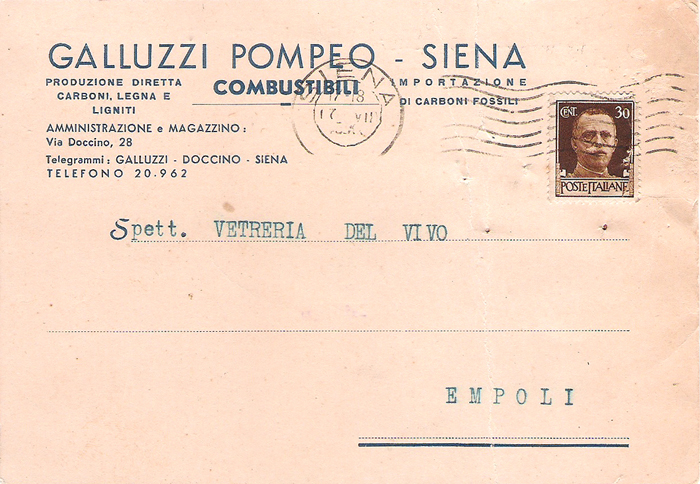 GALLUZZI POMPEO - SIENA
PRODUZIONE DIRETTA
CARBONI, LEGNA E
LIGNITI
COMBUSTIBILI
IMPORTAZIONE
DI CARBONI FOSSILI
AMMINISTRAZIONE e MAGAZZINO:
Via Doccino, 28
Telegrammi: GALLUZZI - DOCCINO - SIENA
TELEFONO 20.962
SIENA
CENT. 30
POSTE ITALIANE
Spett. VETRERIA DEL VIVO
EMPOLI